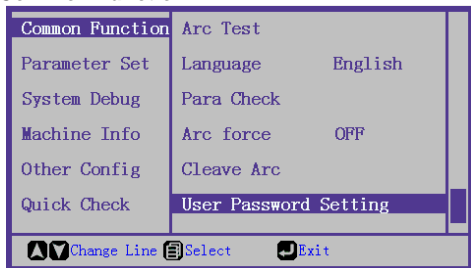 Common Function
Arc Test
Parameter Set
Language English
System Debug
Para Check
Machine Info
Arc force OFF
Other Config
Cleave Arc
Quick Check
User Password Setting
Change Line Select Exit